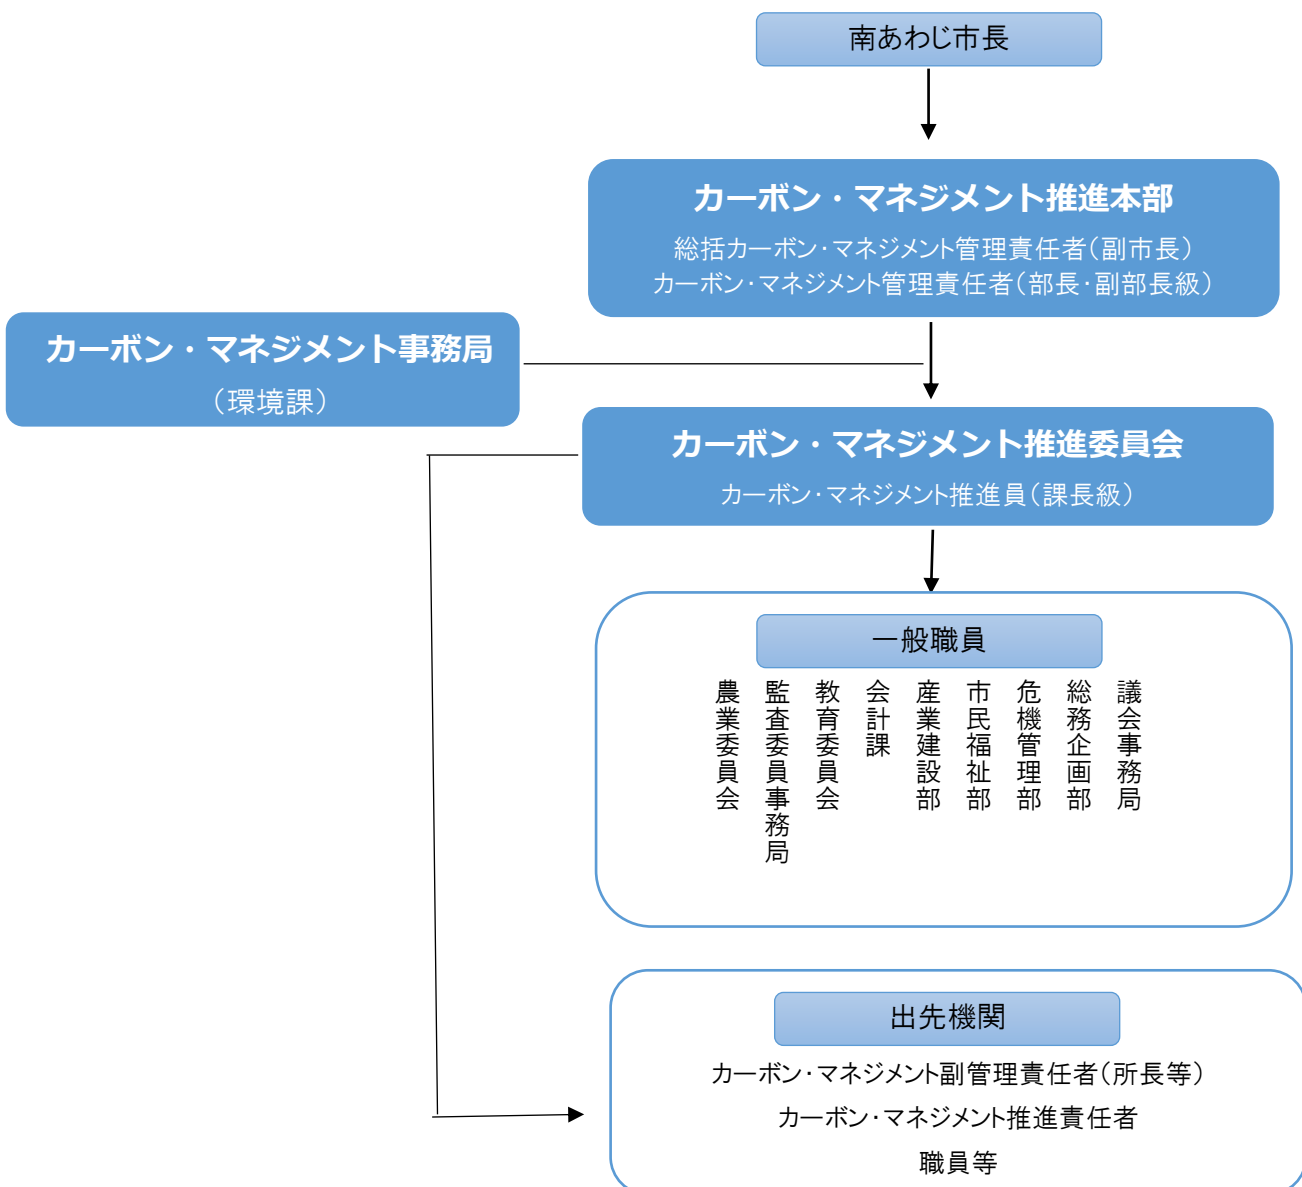 南あわじ市長
カーボン・マネジメント推進本部
総括カーボン・マネジメント管理責任者（副市長）
カーボン・マネジメント管理責任者（部長・副部長級）
カーボン・マネジメント事務局
（環境課）
カーボン・マネジメント推進委員会
カーボン・マネジメント推進員（課長級）
一般職員
議会事務局
総務企画部
危機管理部
市民福祉部
産業建設部
会計課
教育委員会
監査委員事務局
農業委員会
出先機関
カーボン・マネジメント副管理責任者（所長等）
カーボン・マネジメント推進責任者
職員等